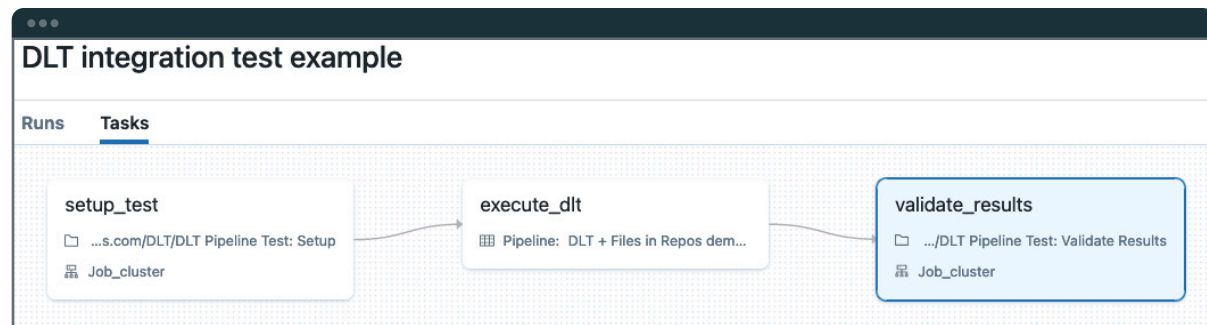 DLT integration test example
Runs Tasks
setup_test
...s.com/DLT/DLT Pipeline Test: Setup
Job_cluster
execute_dlt
Pipeline: DLT + Files in Repos dem...
validate_results
.../DLT Pipeline Test: Validate Results
Job_cluster